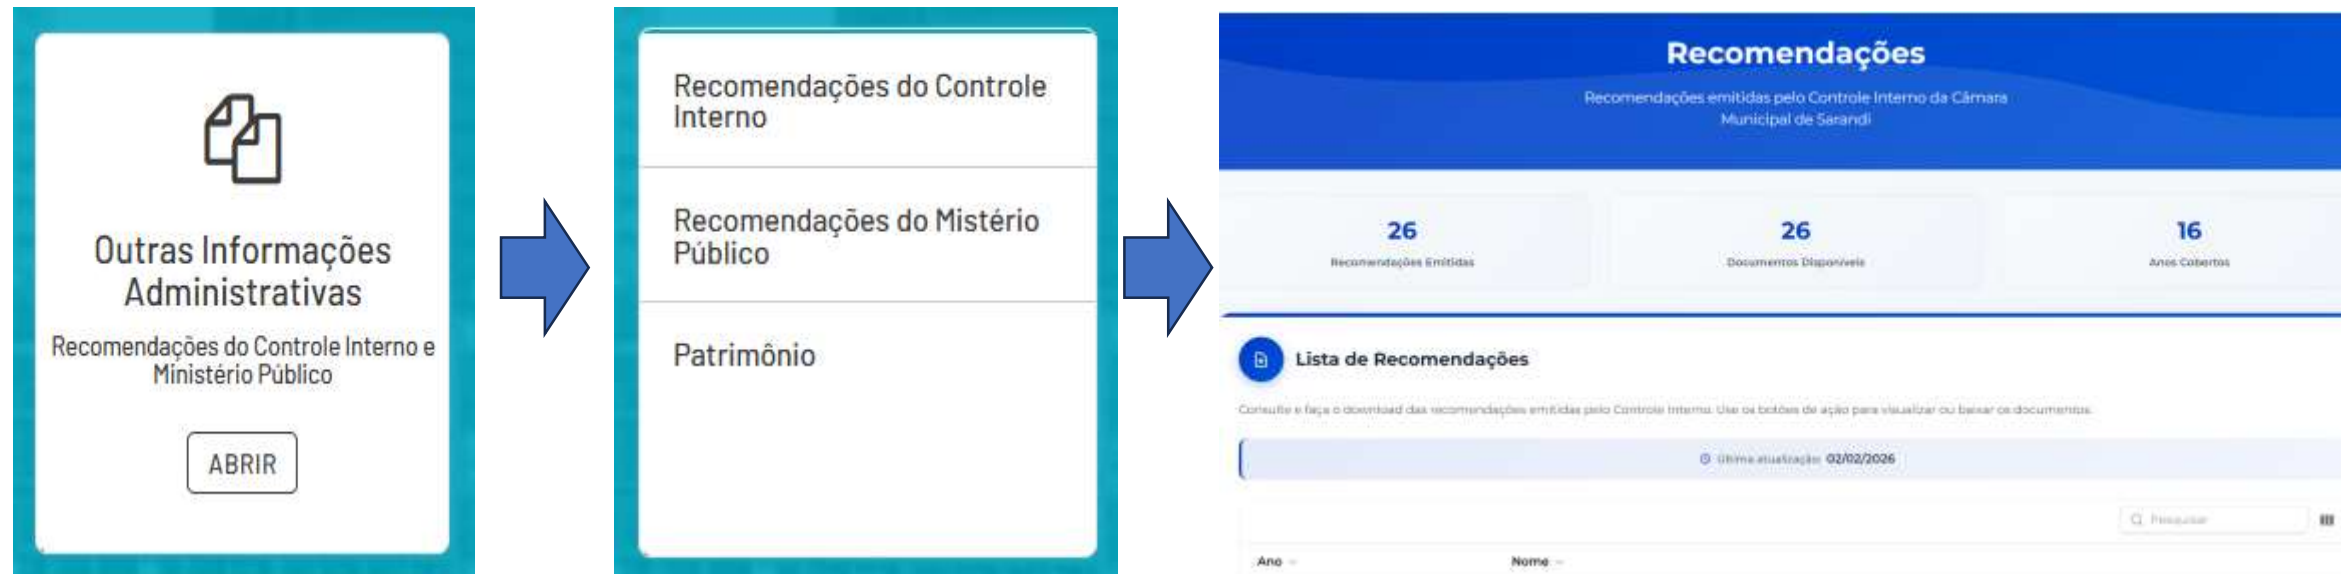 Outras Informações
Administrativas
Recomendações do Controle Interno e
Ministério Público
ABRIR
Recomendações do Controle
Interno
Recomendações do Mistério
Público
Patrimônio
Recomendações
Recomendações emitidas pelo Controle Interno da Câmara
Municipal de Sarandi
26
Recomendações Emitidas
26
Documentos Disponíveis
16
Anos Cobertos
Lista de Recomendações
Consulte e faça o download das recomendações emitidas pelo Controle Interno. Use os botões de ação para visualizar ou baixar os documentos.
Última atualização: 02/02/2026
Pesquisar
Ano
Nome